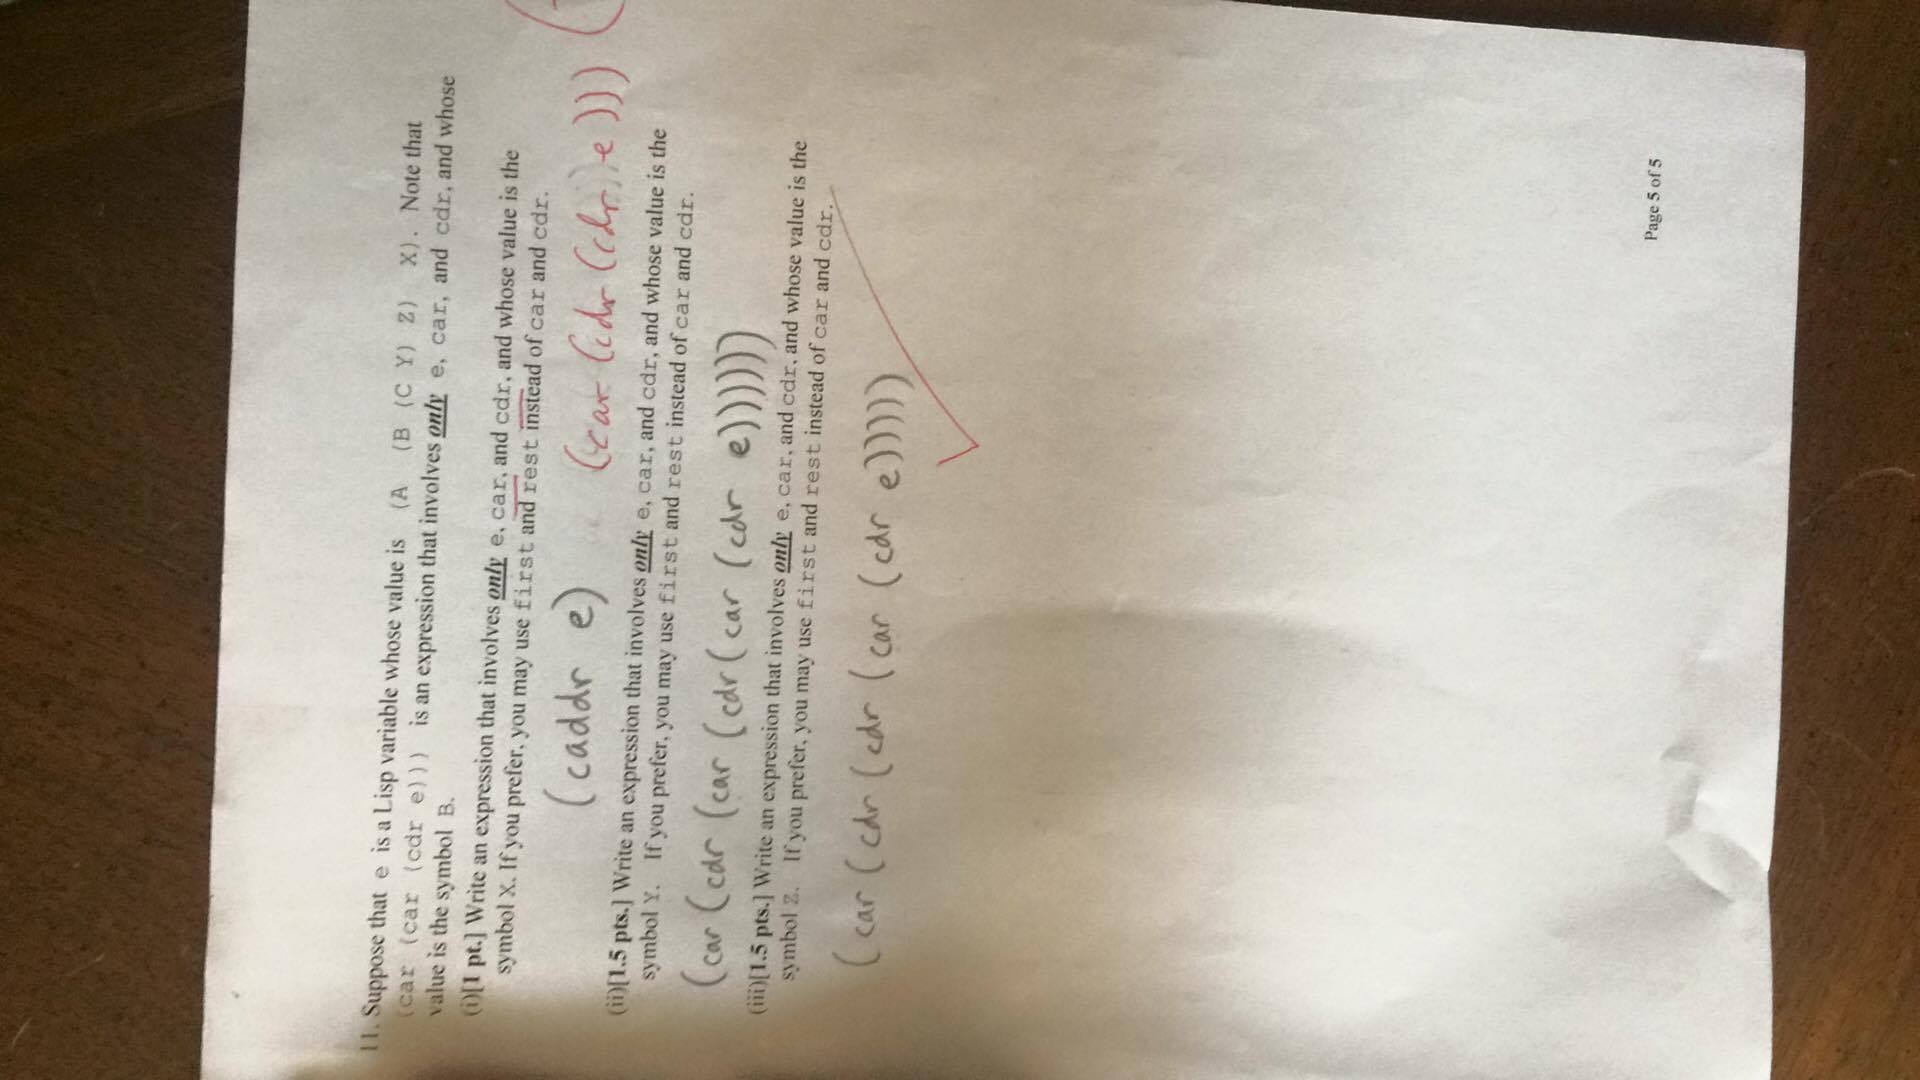 11. Suppose that e is a Lisp variable whose value is (A (B (C Y) Z) X). Note that
(car (car (cdr e))) is an expression that involves only e, car, and cdr, and whose
value is the symbol B.
(i)[1 pt.] Write an expression that involves only e, car, and cdr, and whose value is the
symbol X. If you prefer, you may use first and rest instead of car and cdr.
(caddr e) (car (cdr (cdr e)))
(ii)[1.5 pts.] Write an expression that involves only e, car, and cdr, and whose value is the
symbol Y. If you prefer, you may use first and rest instead of car and cdr.
(car (cdr (car (cdr (car (cdr e))))))
(iii)[1.5 pts.] Write an expression that involves only e, car, and cdr, and whose value is the
symbol Z. If you prefer, you may use first and rest instead of car and cdr.
(car (cdr (cdr (car (cdr e)))))
Page 5 of 5